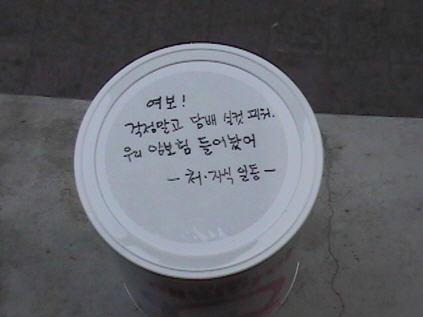 여보!
걱정말고 담배 실컷 피워.
우리 암보험 들어놨어
- 처·자식 일동 -